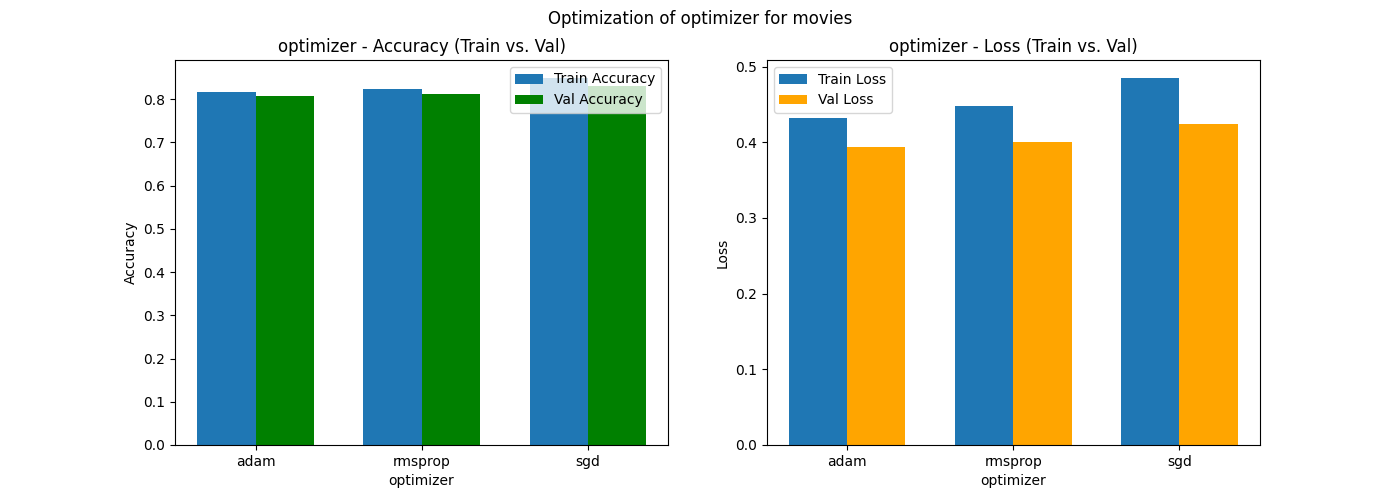 Optimization of optimizer for movies
optimizer - Accuracy (Train vs. Val)
Train Accuracy
Val Accuracy
0.8
0.7
0.6
0.5
0.4
0.3
0.2
0.1
0.0
Accuracy
adam rmsprop sgd
optimizer
optimizer - Loss (Train vs. Val)
Train Loss
Val Loss
0.5
0.4
0.3
0.2
0.1
0.0
Loss
adam rmsprop sgd
optimizer